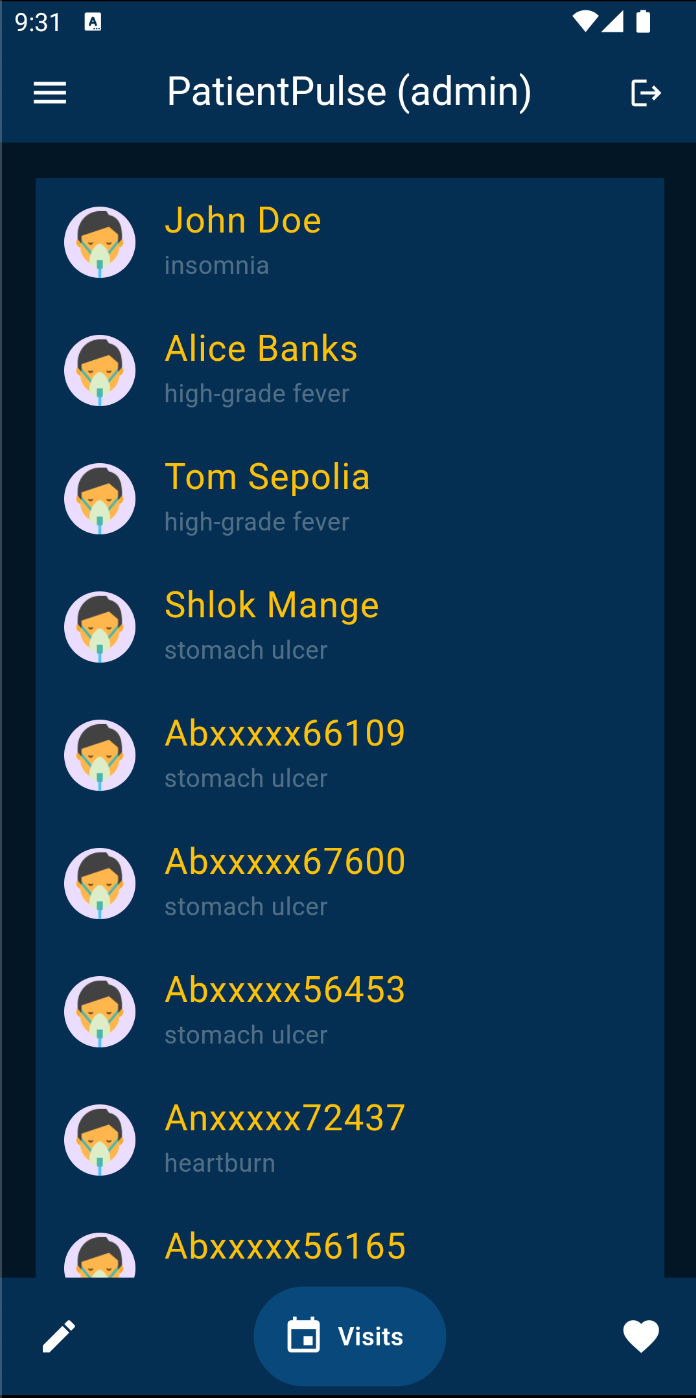 9:31 A
PatientPulse (admin)
John Doe
insomnia
Alice Banks
high-grade fever
Tom Sepolia
high-grade fever
Shlok Mange
stomach ulcer
Abxxxxx66109
stomach ulcer
Abxxxxx67600
stomach ulcer
Abxxxxx56453
stomach ulcer
Anxxxxx72437
heartburn
Abxxxxx56165
Visits